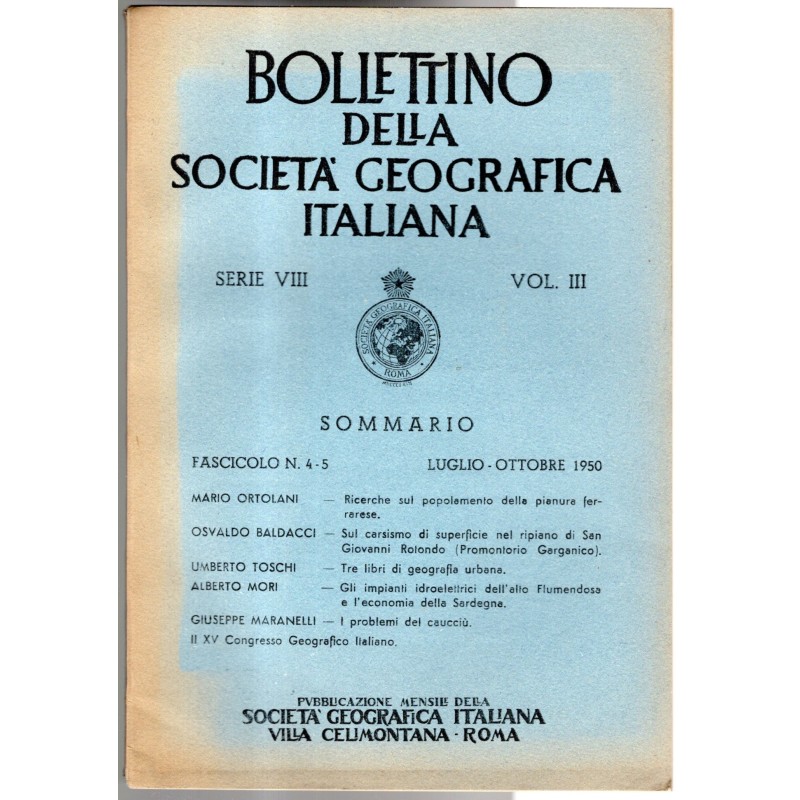 BOLLETTINO
DELLA
SOCIETÀ GEOGRAFICA
ITALIANA
SERIE VIII VOL. III
SOCIETÀ GEOGRAFICA ITALIANA
ROMA
SOMMARIO
FASCICOLO N. 4-5 LUGLIO - OTTOBRE 1950
MARIO ORTOLANI — Ricerche sul popolamento della pianura fer-
rarese.
OSVALDO BALDACCI — Sul carsismo di superficie nel ripiano di San
Giovanni Rotondo (Promontorio Garganico).
UMBERTO TOSCHI — Tre libri di geografia urbana.
ALBERTO MORI — Gli impianti idroelettrici dell'alto Flumendosa
e l'economia della Sardegna.
GIUSEPPE MARANELLI — I problemi del caucciù.
Il XV Congresso Geografico Italiano.
PVBBLICAZIONE MENSILE DELLA
SOCIETÀ GEOGRAFICA ITALIANA
VILLA CELIMONTANA - ROMA